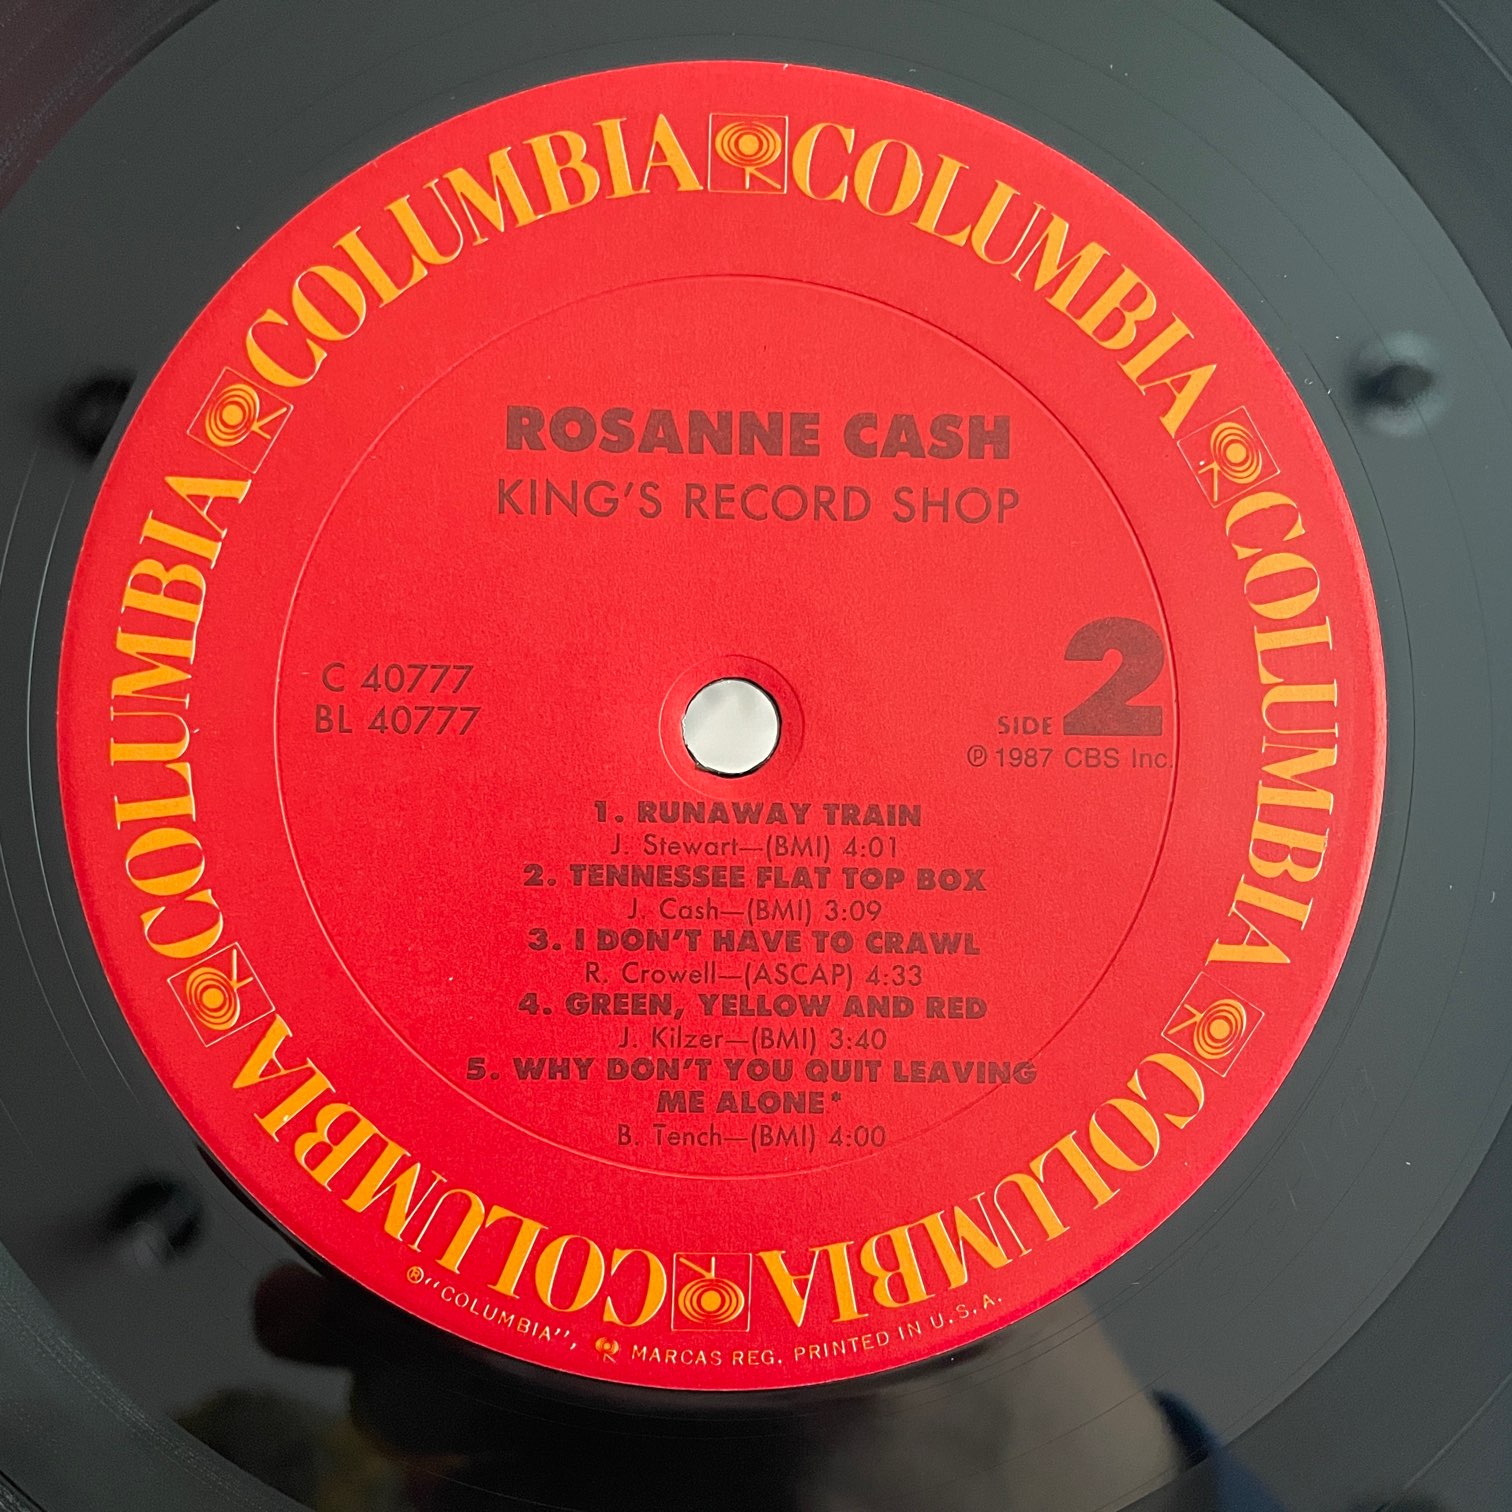 COLUMBIA COLUMBIA COLUMBIA COLUMBIA COLUMBIA COLUMBIA
ROSANNE CASH
KING'S RECORD SHOP
C 40777
BL 40777
SIDE 2
℗ 1987 CBS Inc.
1. RUNAWAY TRAIN
J. Stewart—(BMI) 4:01
2. TENNESSEE FLAT TOP BOX
J. Cash—(BMI) 3:09
3. I DON'T HAVE TO CRAWL
R. Crowell—(ASCAP) 4:33
4. GREEN, YELLOW AND RED
J. Kilzer—(BMI) 3:40
5. WHY DON'T YOU QUIT LEAVING
ME ALONE*
B. Tench—(BMI) 4:00
® "COLUMBIA", MARCAS REG. PRINTED IN U.S.A.